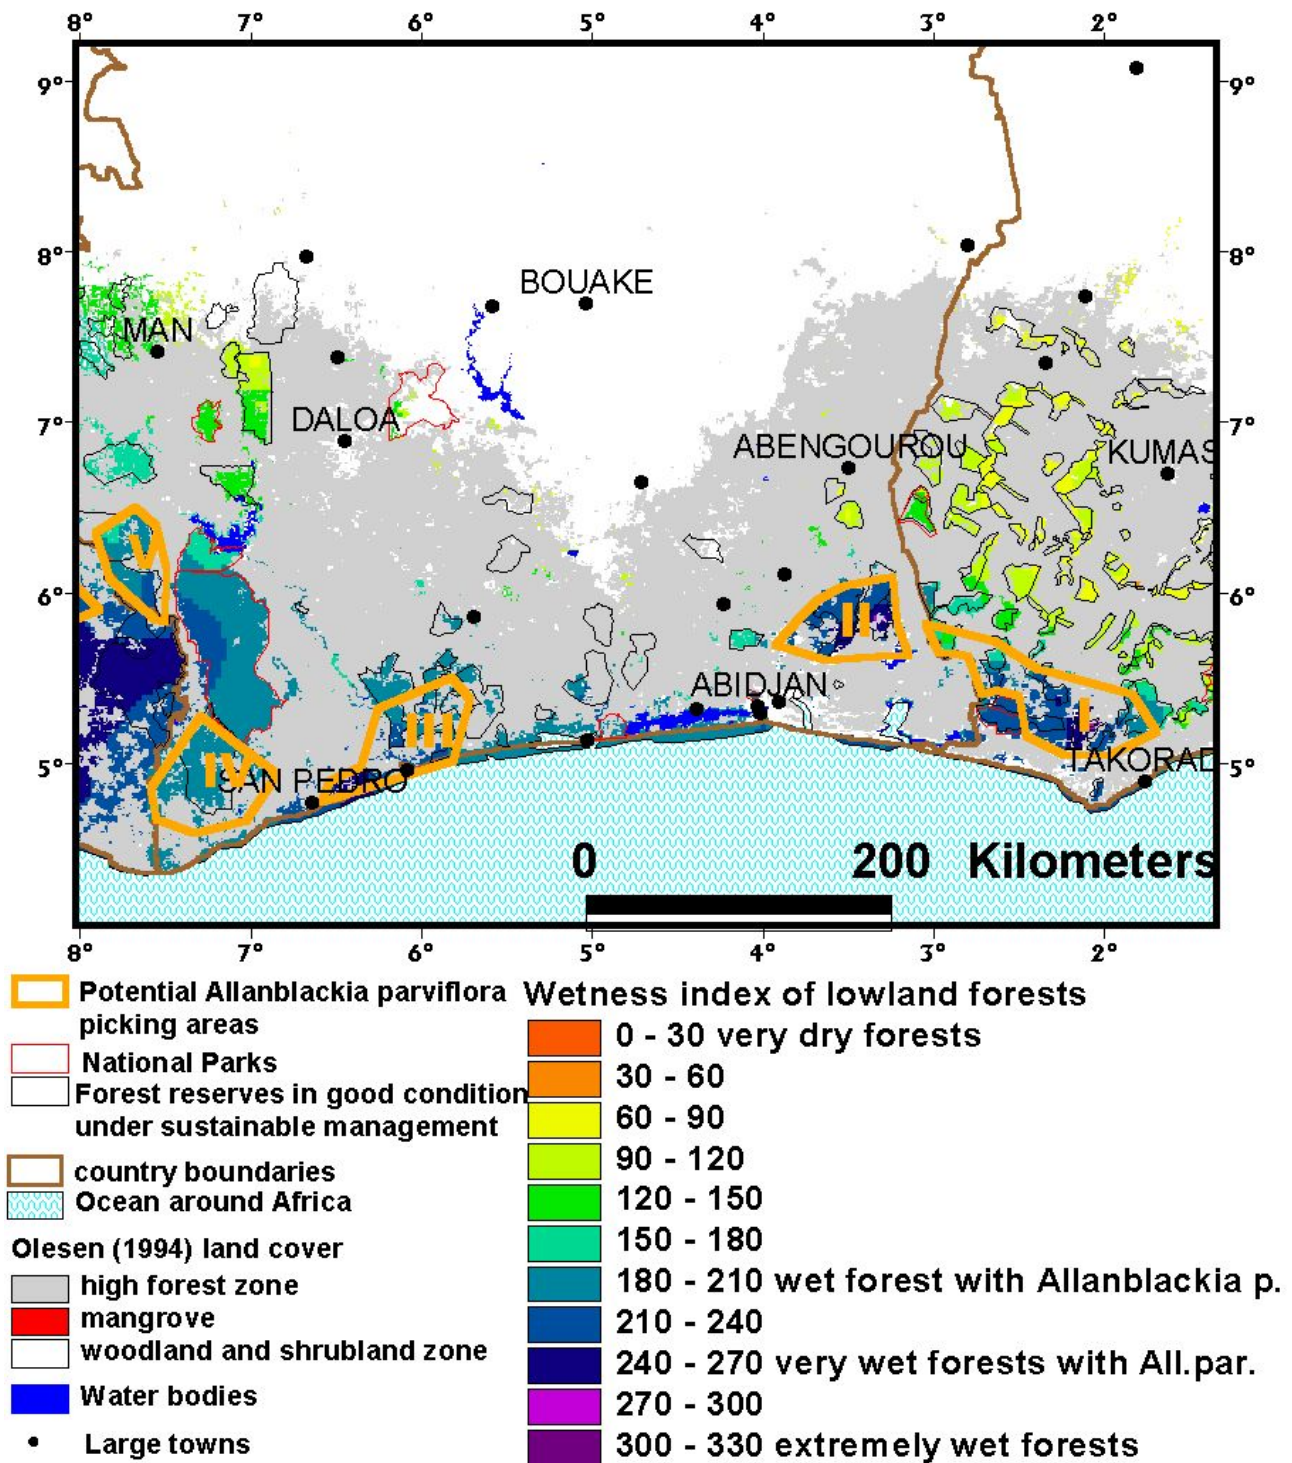 8° 7° 6° 5° 4° 3° 2°
9° 9°
8° 8°
BOUAKE
MAN
DALOA
7° 7°
ABENGOUROU
KUMAS
V
6° 6°
II
ABIDJAN
III
I
IV
SAN PEDRO
TAKORAD
5° 5°
0 200 Kilometers
8° 7° 6° 5° 4° 3° 2°
Potential Allanblackia parviflora
picking areas
National Parks
Forest reserves in good condition
under sustainable management
country boundaries
Ocean around Africa
Olesen (1994) land cover
high forest zone
mangrove
woodland and shrubland zone
Water bodies
Large towns
Wetness index of lowland forests
0 - 30 very dry forests
30 - 60
60 - 90
90 - 120
120 - 150
150 - 180
180 - 210 wet forest with Allanblackia p.
210 - 240
240 - 270 very wet forests with All.par.
270 - 300
300 - 330 extremely wet forests